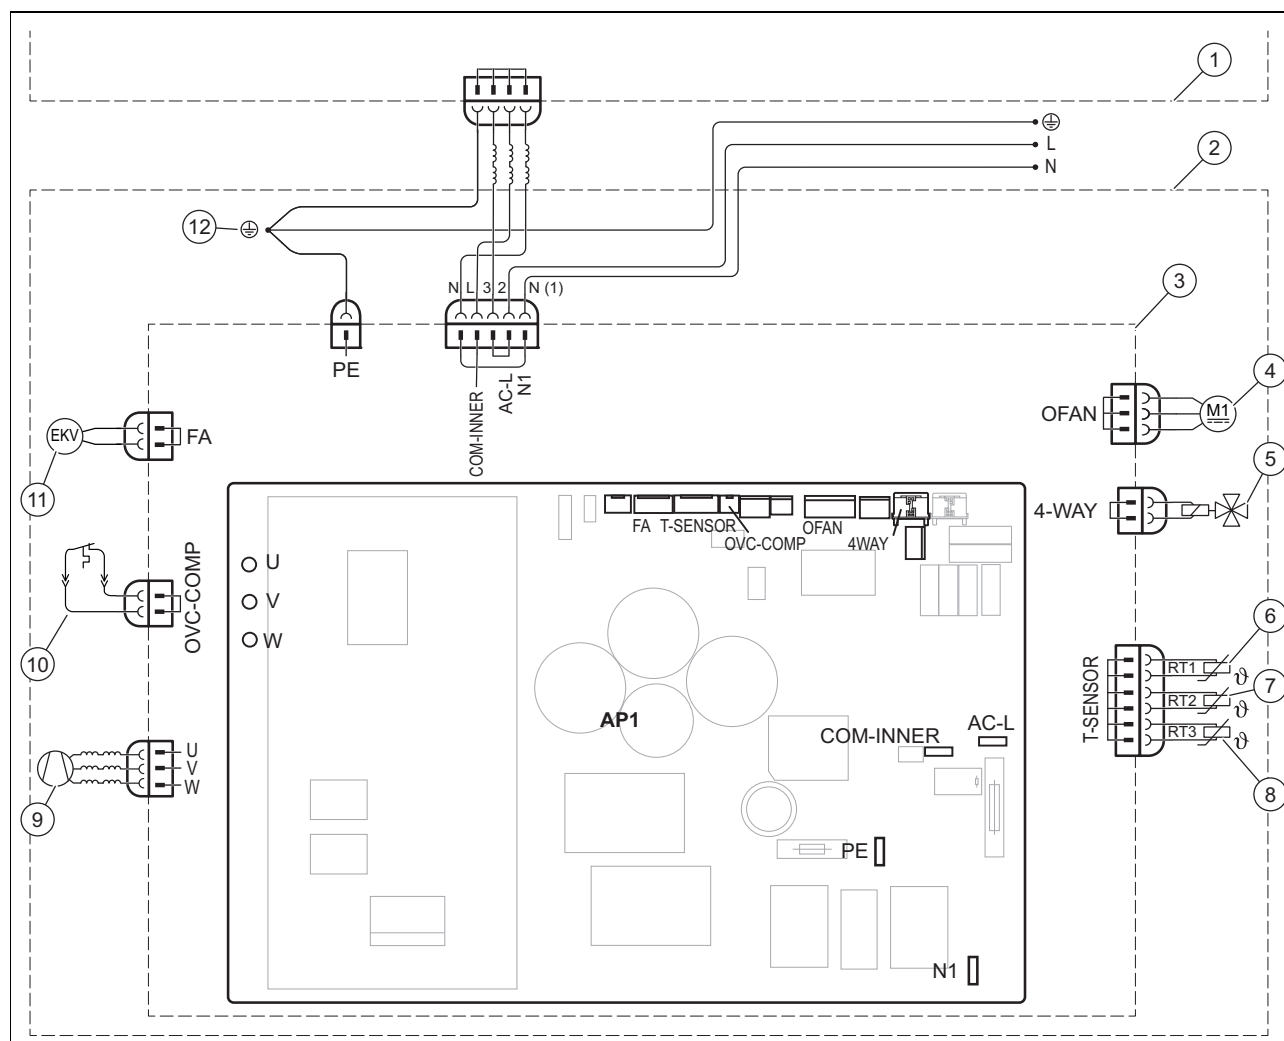 1
L
N
2
12
N L 3 2 N (1)
3
PE
COM-INNER
AC-L
N1
4
OFAN
M1
EKV
FA
5
11
4-WAY
FA T-SENSOR
OVC-COMP
OFAN
4WAY
OVC-COMP
U
V
W
10
6
T-SENSOR
RT1
ϑ
7
RT2
ϑ
RT3
ϑ
AP1
COM-INNER
AC-L
U
V
W
9
8
PE
N1